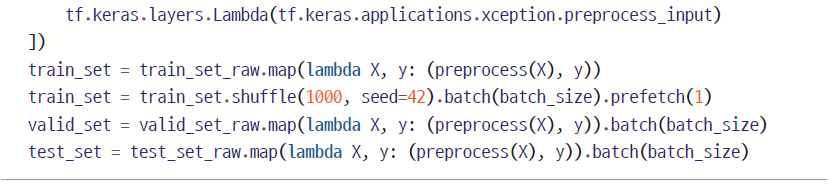 tf.keras.layers.Lambda(tf.keras.applications.xception.preprocess_input)
])
train_set = train_set_raw.map(lambda X, y: (preprocess(X), y))
train_set = train_set.shuffle(1000, seed=42).batch(batch_size).prefetch(1)
valid_set = valid_set_raw.map(lambda X, y: (preprocess(X), y)).batch(batch_size)
test_set = test_set_raw.map(lambda X, y: (preprocess(X), y)).batch(batch_size)